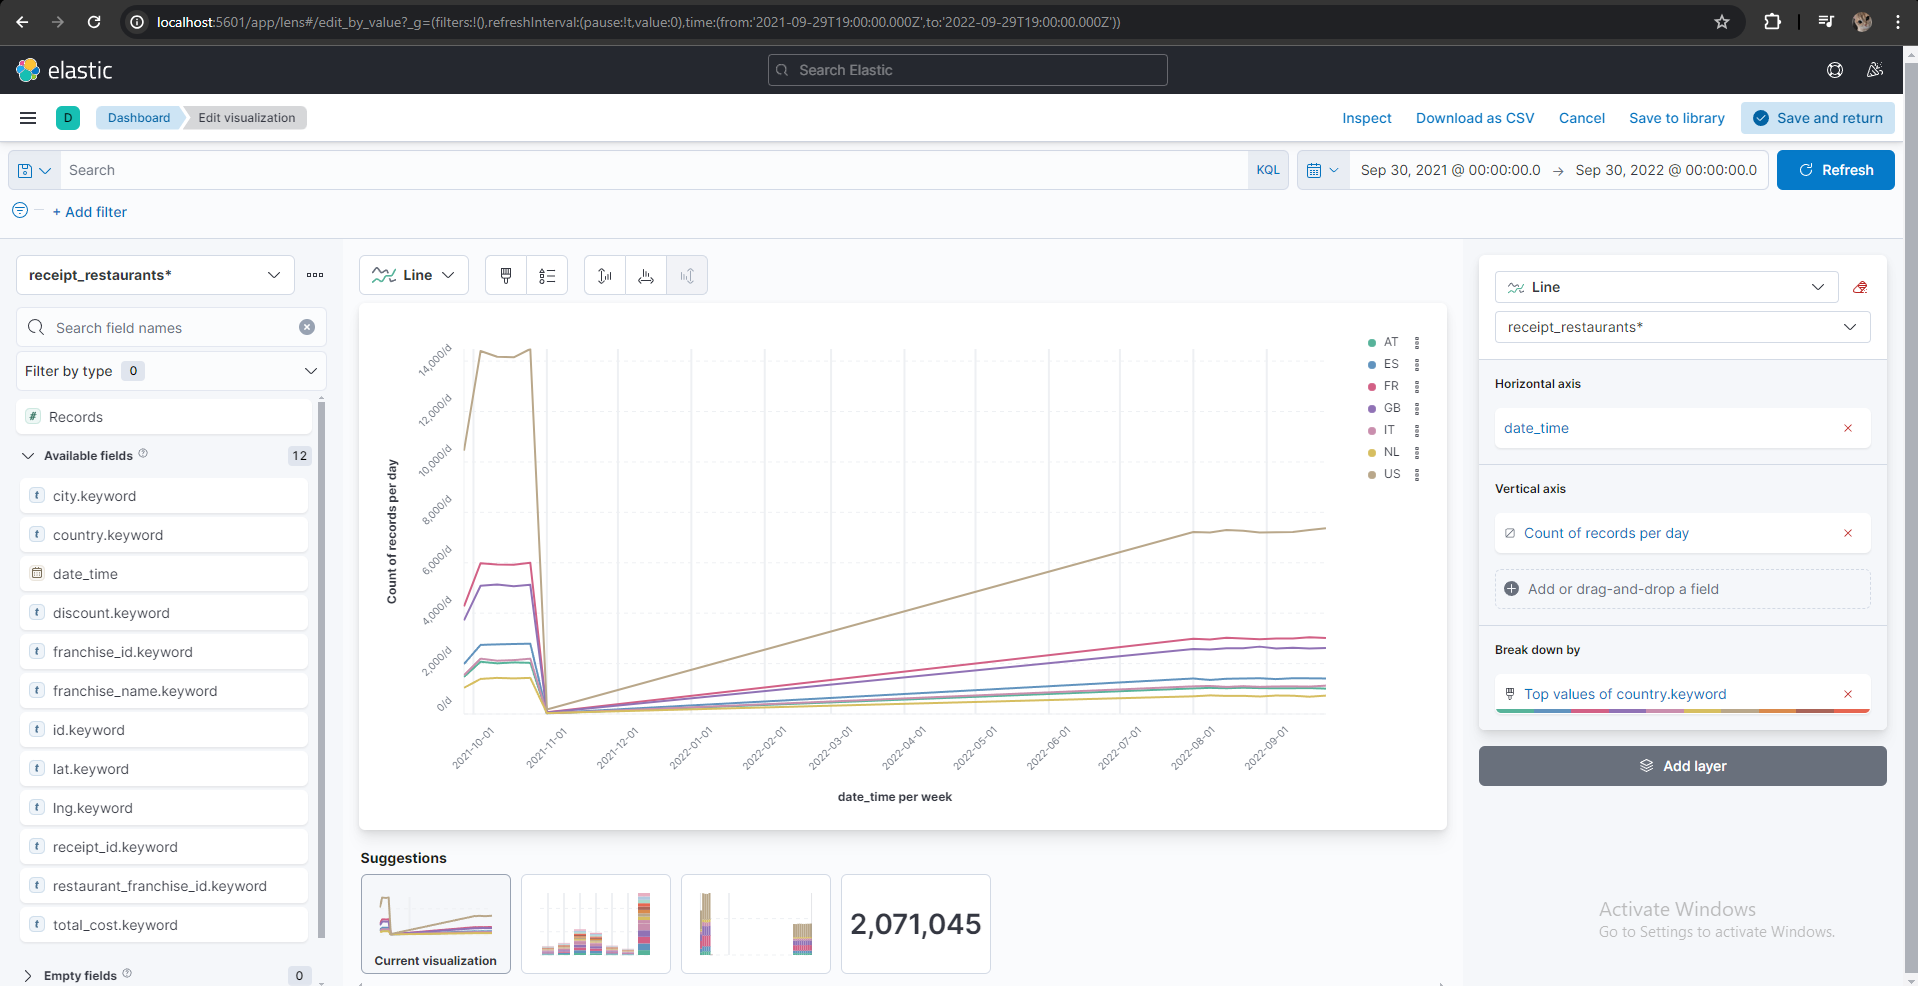 localhost:5601/app/lens#/edit_by_value?_g=(filters:!(),refreshInterval:(pause:!t,value:0),time:(from:'2021-09-29T19:00:00.000Z',to:'2022-09-29T19:00:00.000Z'))
elastic
Search Elastic
D
Dashboard
Edit visualization
Inspect
Download as CSV
Cancel
Save to library
Save and return
Search
KQL
Sep 30, 2021 @ 00:00:00.0 → Sep 30, 2022 @ 00:00:00.0
Refresh
+ Add filter
receipt_restaurants*
Search field names
Filter by type 0
# Records
Available fields 12
t city.keyword
t country.keyword
date_time
t discount.keyword
t franchise_id.keyword
t franchise_name.keyword
t id.keyword
t lat.keyword
t lng.keyword
t receipt_id.keyword
t restaurant_franchise_id.keyword
t total_cost.keyword
Empty fields 0
Line
Count of records per day
14,000/d
12,000/d
10,000/d
8,000/d
6,000/d
4,000/d
2,000/d
0/d
2021-10-01
2021-11-01
2021-12-01
2022-01-01
2022-02-01
2022-03-01
2022-04-01
2022-05-01
2022-06-01
2022-07-01
2022-08-01
2022-09-01
date_time per week
AT
ES
FR
GB
IT
NL
US
Suggestions
Current visualization
2,071,045
Line
receipt_restaurants*
Horizontal axis
date_time
Vertical axis
Count of records per day
Add or drag-and-drop a field
Break down by
Top values of country.keyword
Add layer
Activate Windows
Go to Settings to activate Windows.